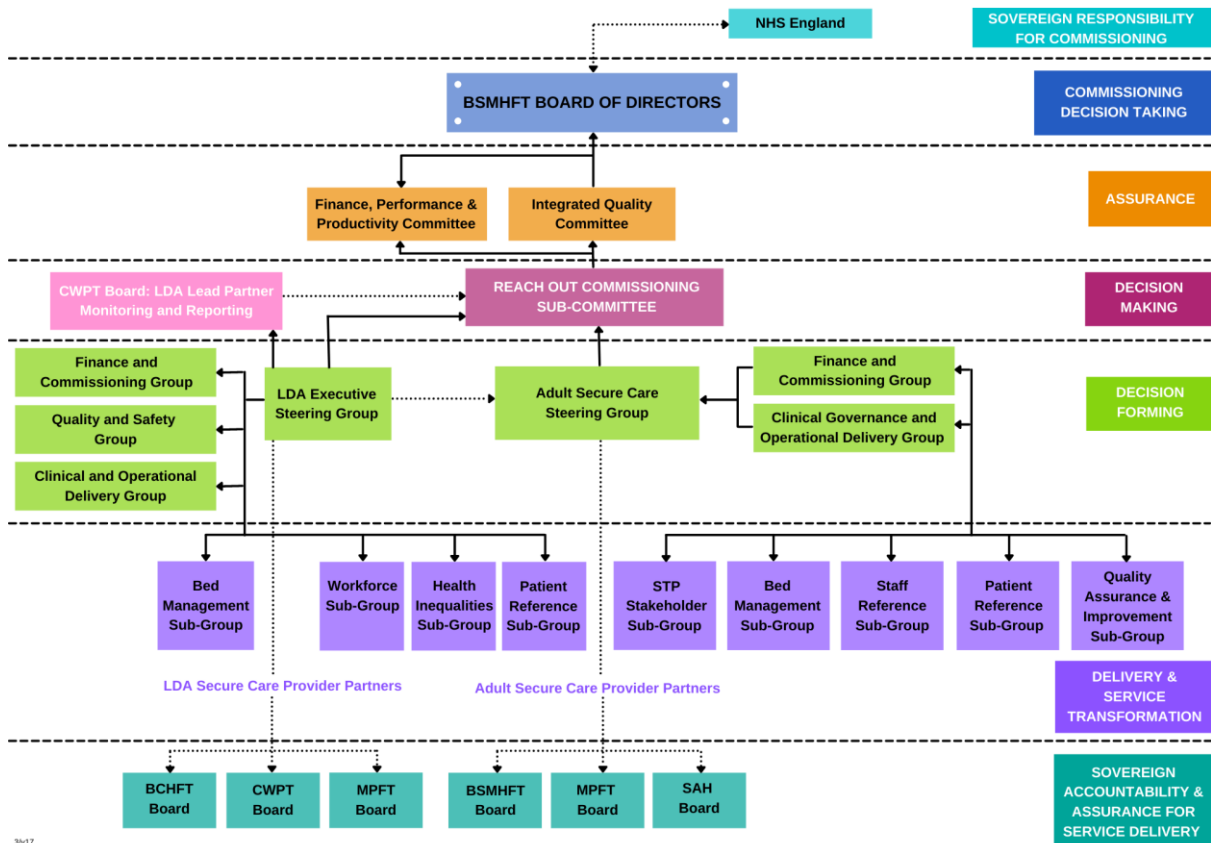 NHS England
SOVEREIGN RESPONSIBILITY
FOR COMMISSIONING
BSMHFT BOARD OF DIRECTORS
COMMISSIONING
DECISION TAKING
Finance, Performance &
Productivity Committee
Integrated Quality
Committee
ASSURANCE
CWPT Board: LDA Lead Partner
Monitoring and Reporting
REACH OUT COMMISSIONING
SUB-COMMITTEE
DECISION
MAKING
Finance and
Commissioning Group
Quality and Safety
Group
Clinical and Operational
Delivery Group
LDA Executive
Steering Group
Adult Secure Care
Steering Group
Finance and
Commissioning Group
Clinical Governance and
Operational Delivery Group
DECISION
FORMING
Bed
Management
Sub-Group
Workforce
Sub-Group
Health
Inequalities
Sub-Group
Patient
Reference
Sub-Group
STP
Stakeholder
Sub-Group
Bed
Management
Sub-Group
Staff
Reference
Sub-Group
Patient
Reference
Sub-Group
Quality
Assurance &
Improvement
Sub-Group
LDA Secure Care Provider Partners
Adult Secure Care Provider Partners
DELIVERY &
SERVICE
TRANSFORMATION
BCHFT
Board
CWPT
Board
MPFT
Board
BSMHFT
Board
MPFT
Board
SAH
Board
SOVEREIGN
ACCOUNTABILITY &
ASSURANCE FOR
SERVICE DELIVERY